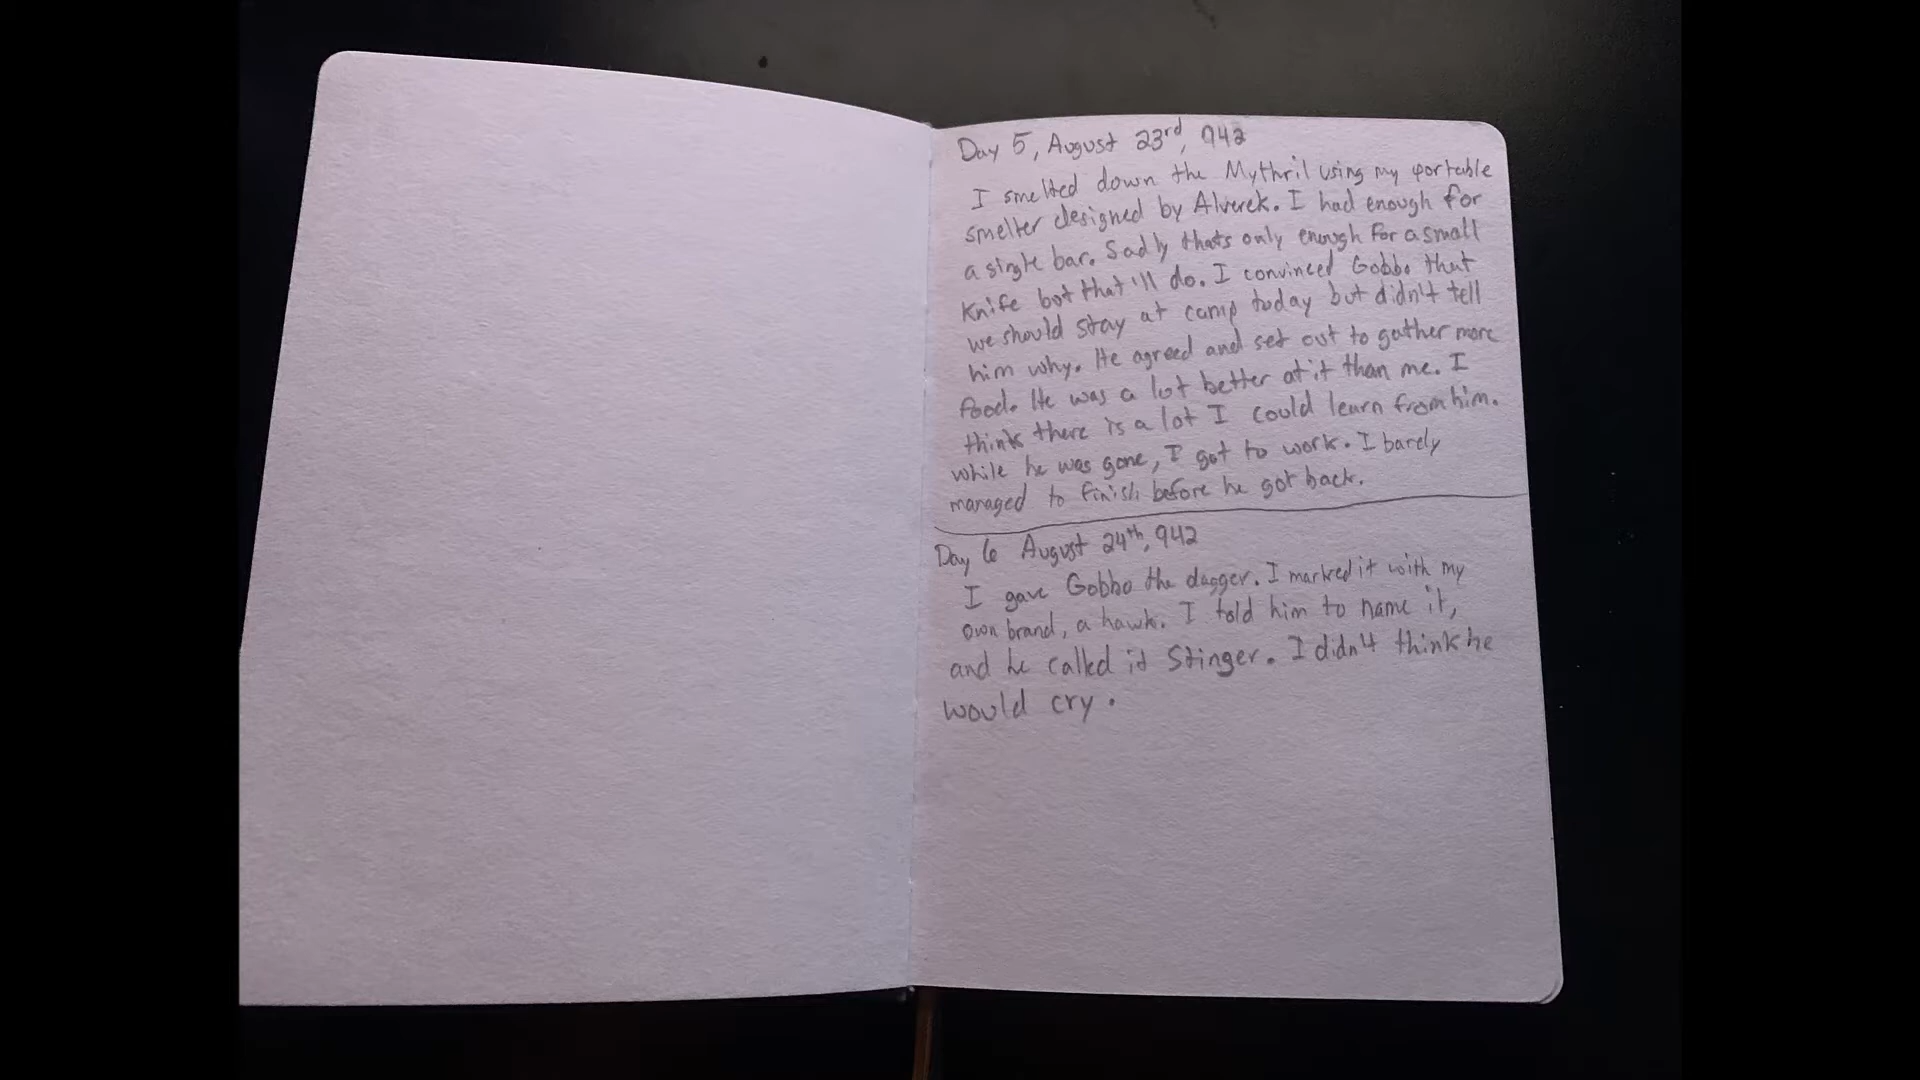 Day 5, August 23rd, 942
I smelted down the Mythril using my portable
smelter designed by Alverek. I had enough for
a single bar. Sadly thats only enough for a small
Knife but that'll do. I convinced Gobbo that
we should stay at camp today but didn't tell
him why. He agreed and set out to gather more
food. He was a lot better at it than me. I
think there is a lot I could learn from him.
while he was gone, I got to work. I barely
managed to finish before he got back.
Day 6 August 24th, 942
I gave Gobbo the dagger. I marked it with my
own brand, a hawk. I told him to name it,
and he called it Stinger. I didn't think he
would cry.